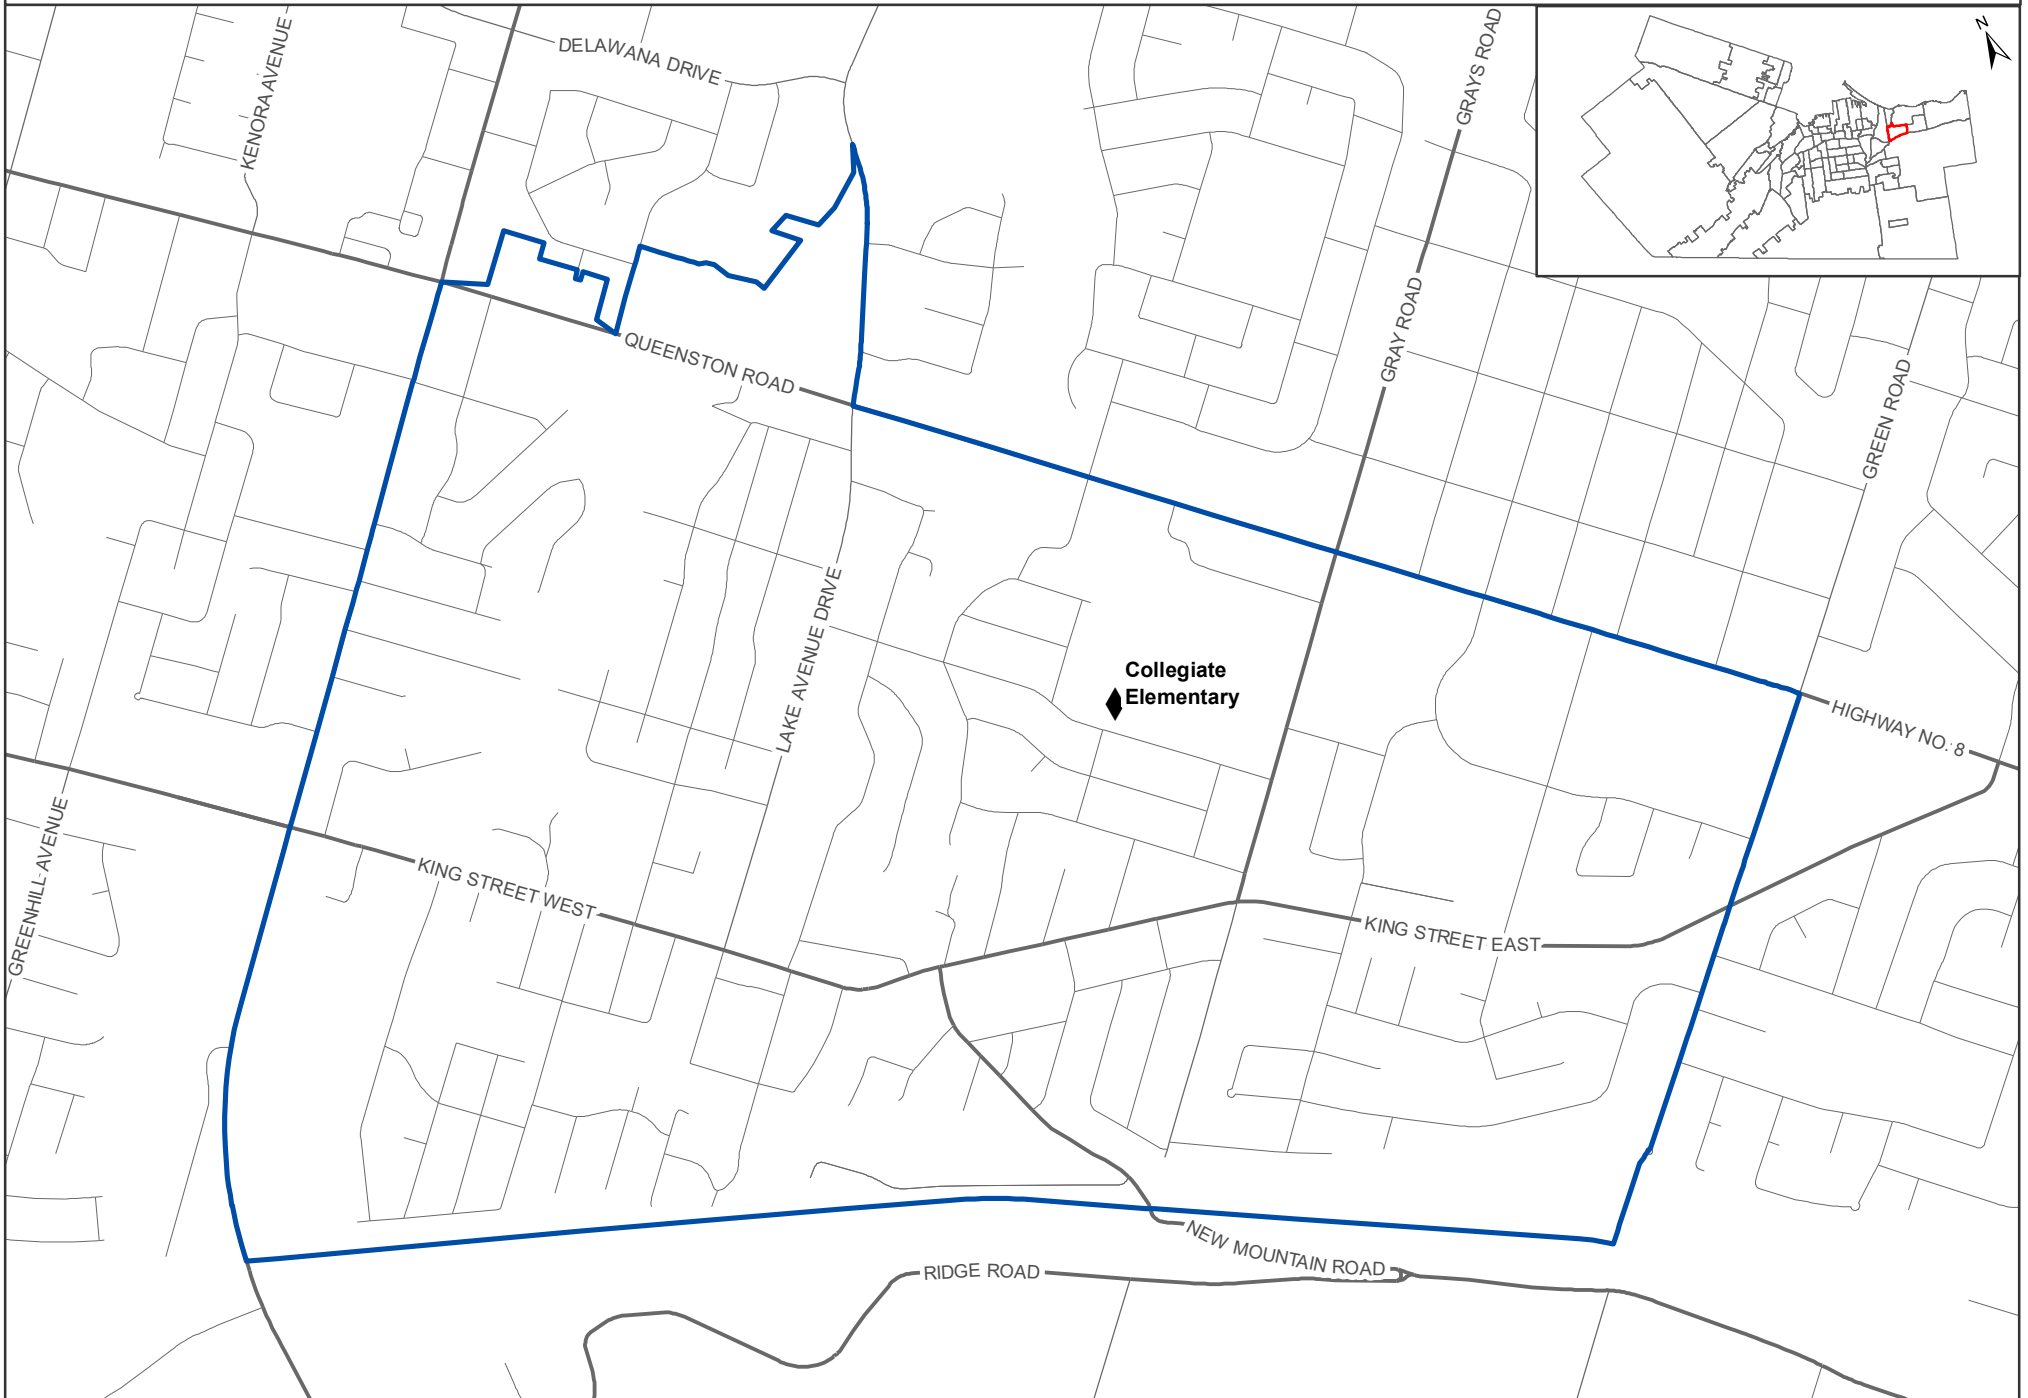 KENORA AVENUE
DELAWANA DRIVE
GRAYS ROAD
N
GRAY ROAD
QUEENSTON ROAD
GREEN ROAD
LAKE AVENUE DRIVE
Collegiate
Elementary
HIGHWAY NO. 8
GREENHILL AVENUE
KING STREET WEST
KING STREET EAST
NEW MOUNTAIN ROAD
RIDGE ROAD